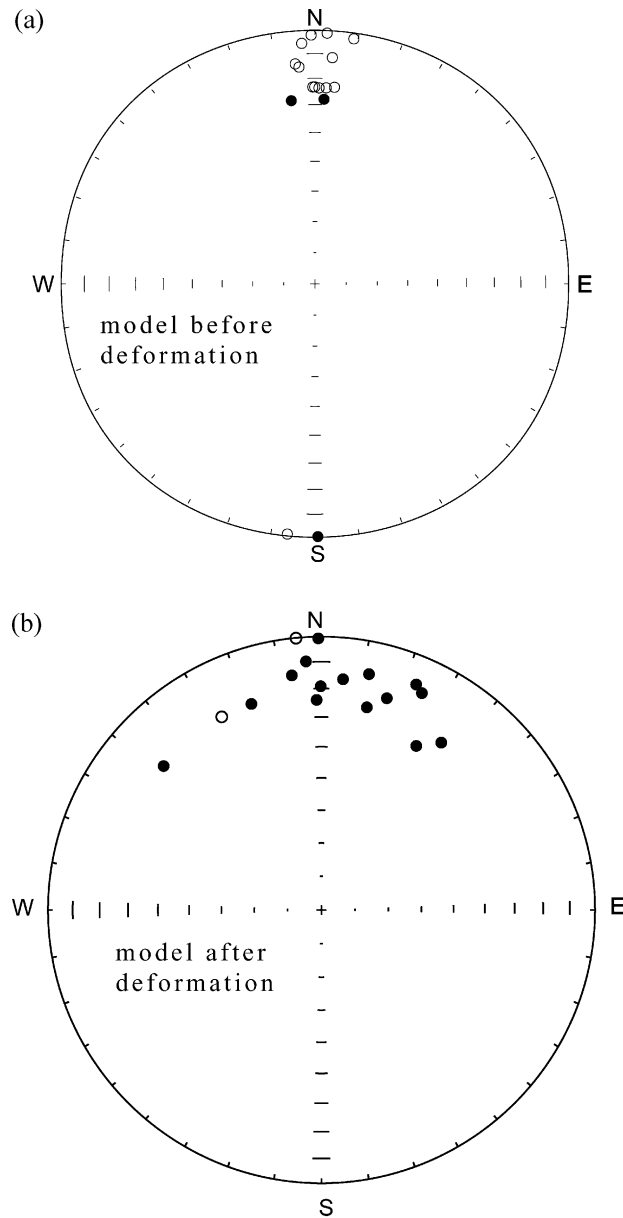 (a)
N
W
E
model before
deformation
S
(b)
N
W
E
model after
deformation
S